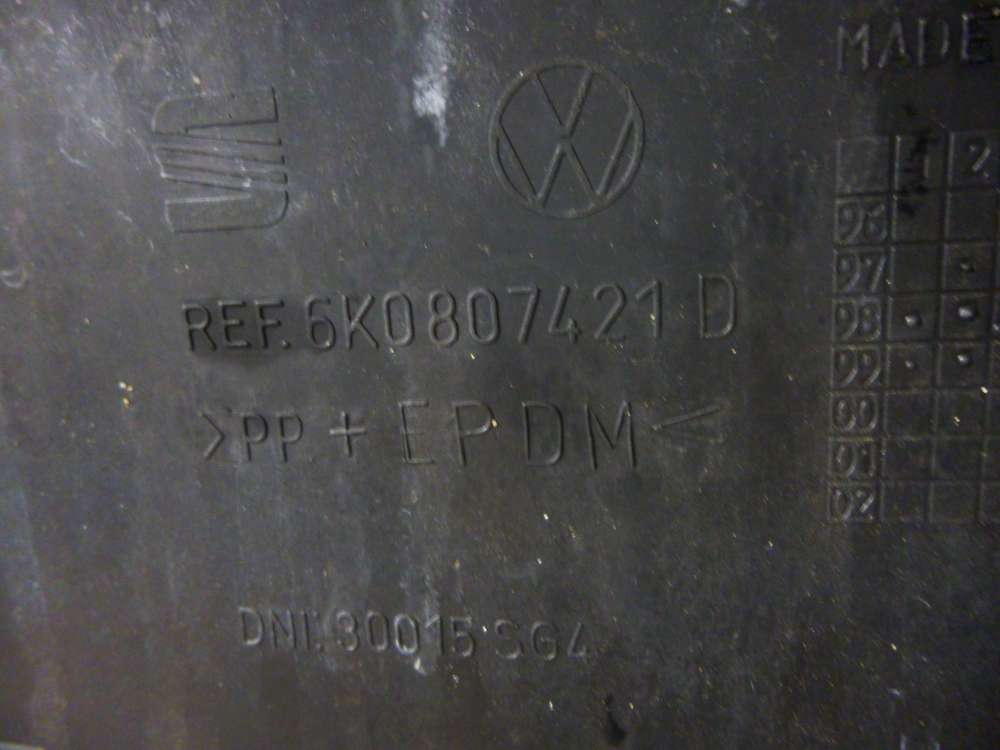 MADE
REF. 6K0807421 D
>PP. + EPDM<
1 2
96
97
98
99
00
01
02
DNI. 30015 SG4